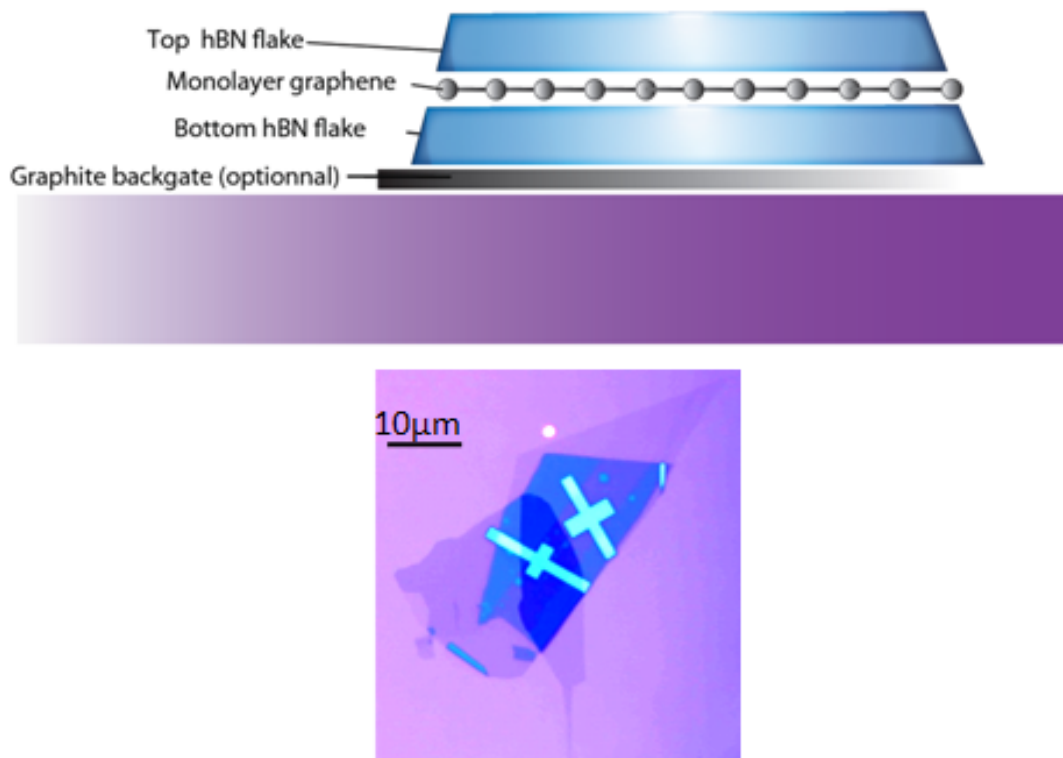 Top hBN flake
Monolayer graphene
Bottom hBN flake
Graphite backgate (optionnal)
10μm